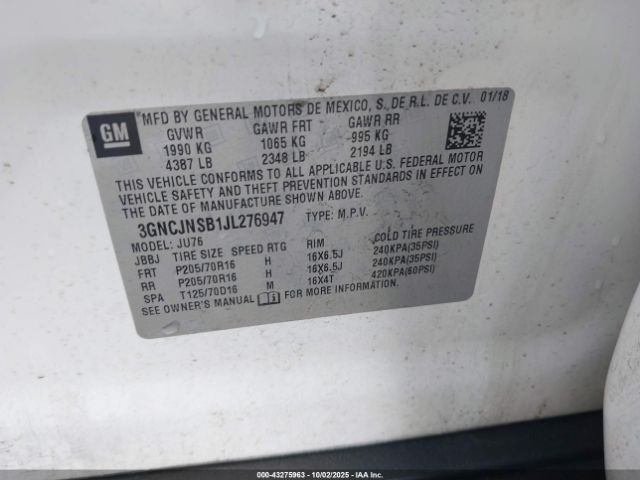 GM
MFD BY GENERAL MOTORS DE MEXICO, S., DE R.L. DE C.V. 01/18
GVWR GAWR FRT GAWR RR
1990 KG 1065 KG 995 KG
4387 LB 2348 LB 2194 LB
THIS VEHICLE CONFORMS TO ALL APPLICABLE U.S. FEDERAL MOTOR
VEHICLE SAFETY AND THEFT PREVENTION STANDARDS IN EFFECT ON
THE DATE OF MANUFACTURE SHOWN ABOVE.
3GNCJNSB1JL276947 TYPE: M.P.V.
MODEL: JU76
JBBJ TIRE SIZE SPEED RTG RIM COLD TIRE PRESSURE
FRT P205/70R16 H 16X6.5J 240KPA(35PSI)
RR P205/70R16 H 16X6.5J 240KPA(35PSI)
SPA T125/70D16 M 16X4T 420KPA(60PSI)
SEE OWNER'S MANUAL FOR MORE INFORMATION.
000-43275963 - 10/02/2025 - IAAI.COM